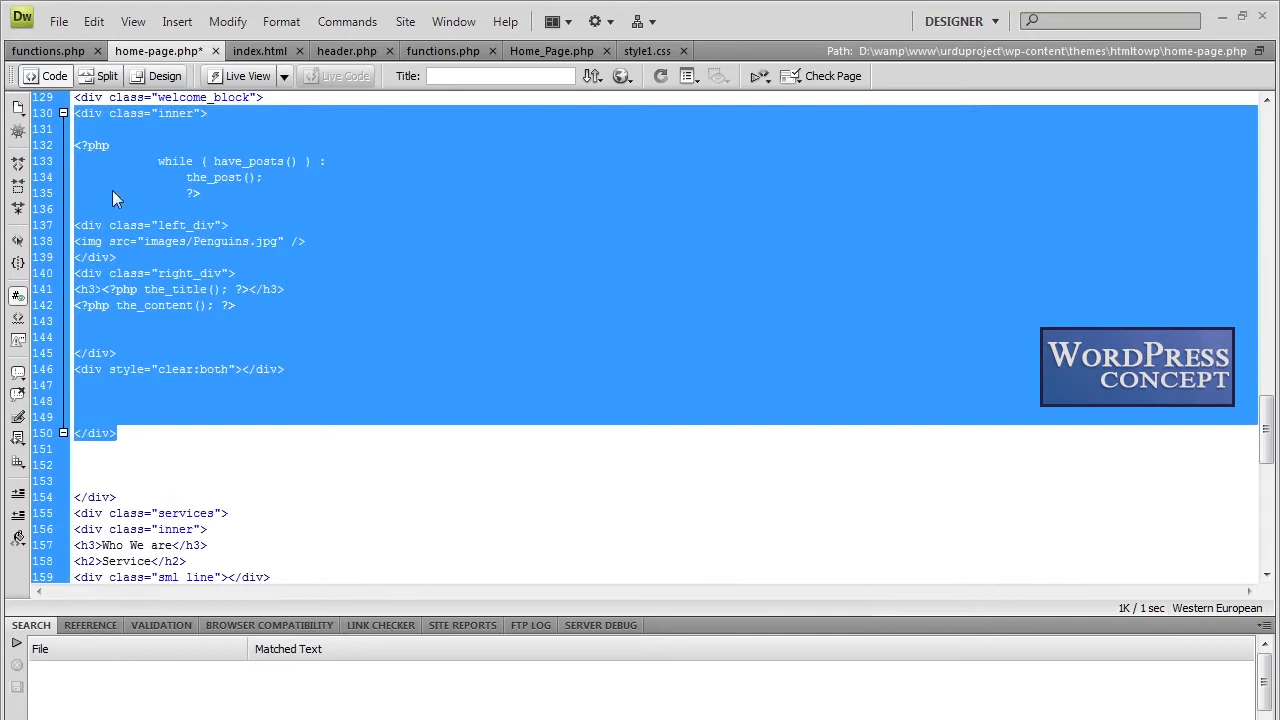 Dw File Edit View Insert Modify Format Commands Site Window Help DESIGNER
functions.php home-page.php* index.html header.php functions.php Home_Page.php style1.css Path: D:\wamp\www\urduproject\wp-content\themes\htmltowp\home-page.php
Code Split Design Live View Live Code Title: Check Page
129 <div class="welcome_block">
130 <div class="inner">
131
132 <?php
133 while ( have_posts() ) :
134 the_post();
135 ?>
136
137 <div class="left_div">
138 <img src="images/Penguins.jpg" />
139 </div>
140 <div class="right_div">
141 <h3><?php the_title(); ?></h3>
142 <?php the_content(); ?>
143
144
145 </div>
146 <div style="clear:both"></div>
147
148
149
150 </div>
151
152
153
154 </div>
155 <div class="services">
156 <div class="inner">
157 <h3>Who We are</h3>
158 <h2>Service</h2>
159 <div class="sml_line"></div>
WORDPRESS
CONCEPT
1K / 1 sec Western European
SEARCH REFERENCE VALIDATION BROWSER COMPATIBILITY LINK CHECKER SITE REPORTS FTP LOG SERVER DEBUG
File Matched Text